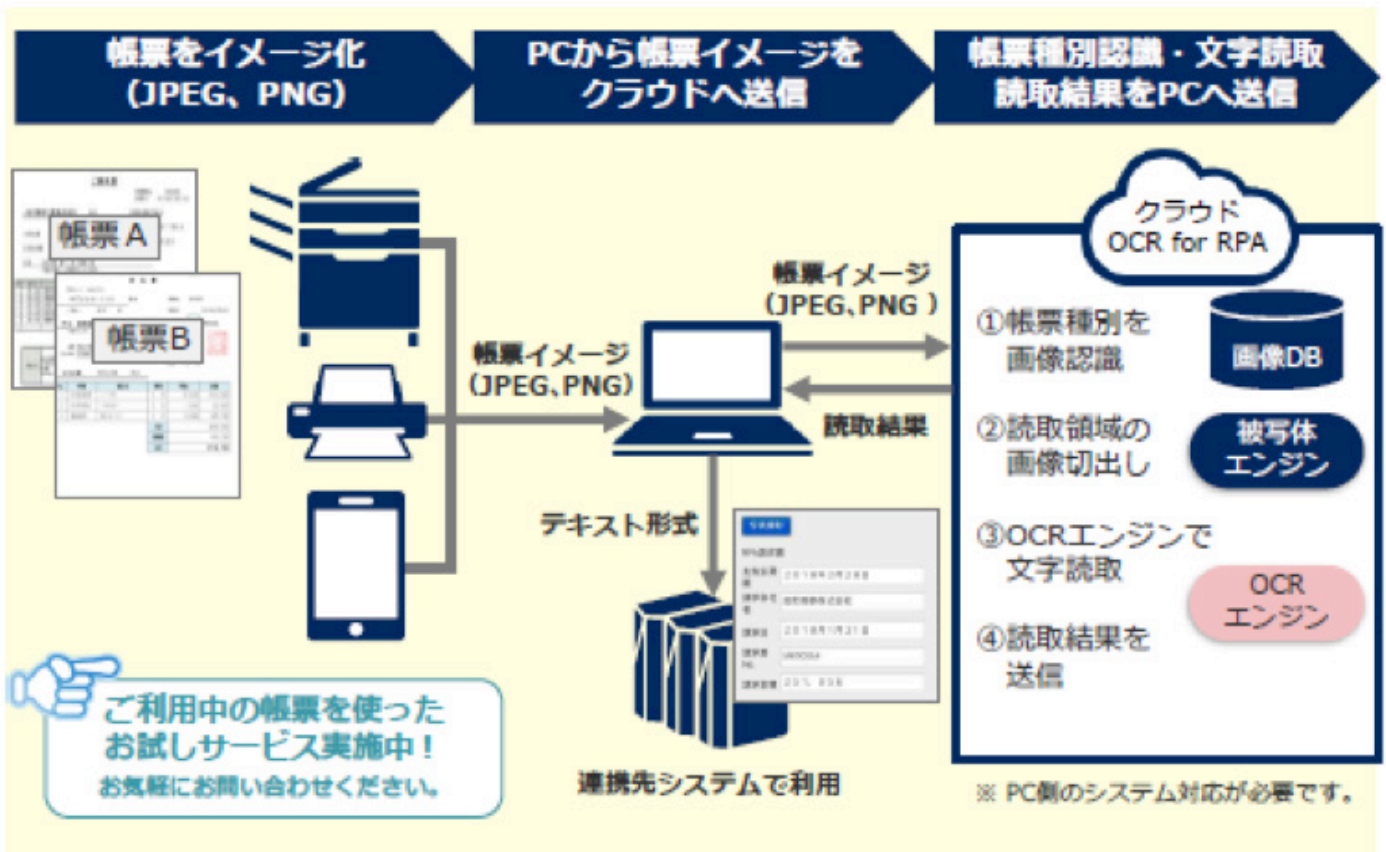 帳票をイメージ化
(JPEG、PNG)
PCから帳票イメージを
クラウドへ送信
帳票種別認識・文字読取
読取結果をPCへ送信
帳票A
帳票B
帳票イメージ
(JPEG､PNG)
帳票イメージ
(JPEG､PNG )
読取結果
テキスト形式
連携先システムで利用
クラウド
OCR for RPA
①帳票種別を
画像認識
画像DB
②読取領域の
画像切出し
被写体
エンジン
③OCRエンジンで
文字読取
OCR
エンジン
④読取結果を
送信
ご利用中の帳票を使った
お試しサービス実施中！
お気軽にお問い合わせください。
※ PC側のシステム対応が必要です。